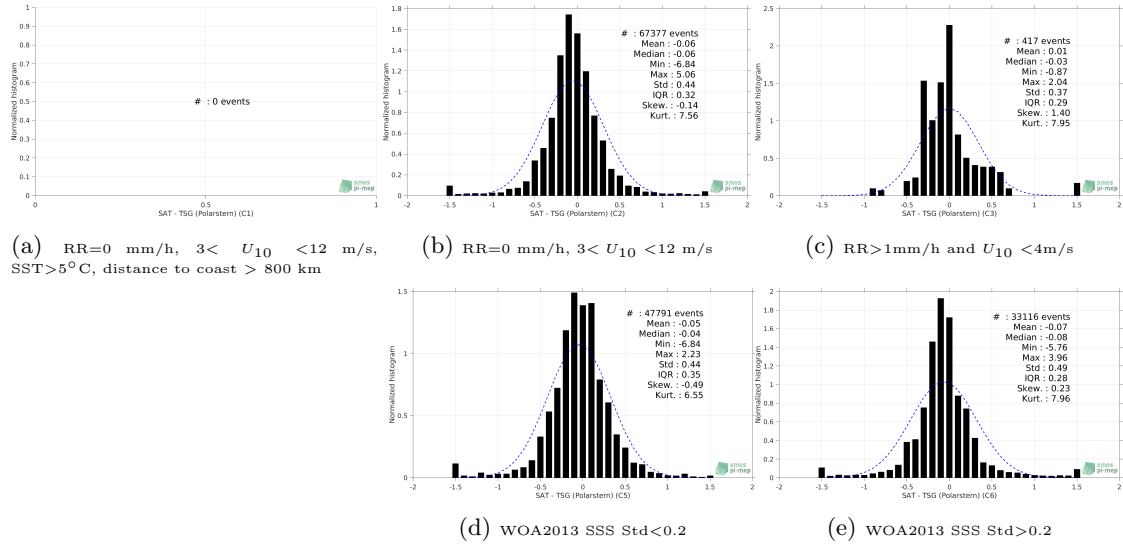 1
0.9
0.8
0.7
0.6
0.5
0.4
0.3
0.2
0.1
0
Normalized histogram
# : 0 events
0
0.5
1
SAT - TSG (Polarstern) (C1)
smos
pi-mep
(a) RR=0 mm/h, 3< U10 <12 m/s,
SST>5°C, distance to coast > 800 km
1.8
1.6
1.4
1.2
1
0.8
0.6
0.4
0.2
0
Normalized histogram
# : 67377 events
Mean : -0.06
Median : -0.06
Min : -6.84
Max : 5.06
Std : 0.44
IQR : 0.32
Skew. : -0.14
Kurt. : 7.56
-2
-1.5
-1
-0.5
0
0.5
1
1.5
2
SAT - TSG (Polarstern) (C2)
smos
pi-mep
(b) RR=0 mm/h, 3< U10 <12 m/s
2.5
2
1.5
1
0.5
0
Normalized histogram
# : 417 events
Mean : 0.01
Median : -0.03
Min : -0.87
Max : 2.04
Std : 0.37
IQR : 0.29
Skew. : 1.40
Kurt. : 7.95
-2
-1.5
-1
-0.5
0
0.5
1
1.5
2
SAT - TSG (Polarstern) (C3)
smos
pi-mep
(c) RR>1mm/h and U10 <4m/s
1.5
1
0.5
0
Normalized histogram
# : 47791 events
Mean : -0.05
Median : -0.04
Min : -6.84
Max : 2.23
Std : 0.44
IQR : 0.35
Skew. : -0.49
Kurt. : 6.55
-2
-1.5
-1
-0.5
0
0.5
1
1.5
2
SAT - TSG (Polarstern) (C5)
smos
pi-mep
(d) WOA2013 SSS Std<0.2
2
1.8
1.6
1.4
1.2
1
0.8
0.6
0.4
0.2
0
Normalized histogram
# : 33116 events
Mean : -0.07
Median : -0.08
Min : -5.76
Max : 3.96
Std : 0.49
IQR : 0.28
Skew. : 0.23
Kurt. : 7.96
-2
-1.5
-1
-0.5
0
0.5
1
1.5
2
SAT - TSG (Polarstern) (C6)
smos
pi-mep
(e) WOA2013 SSS Std>0.2